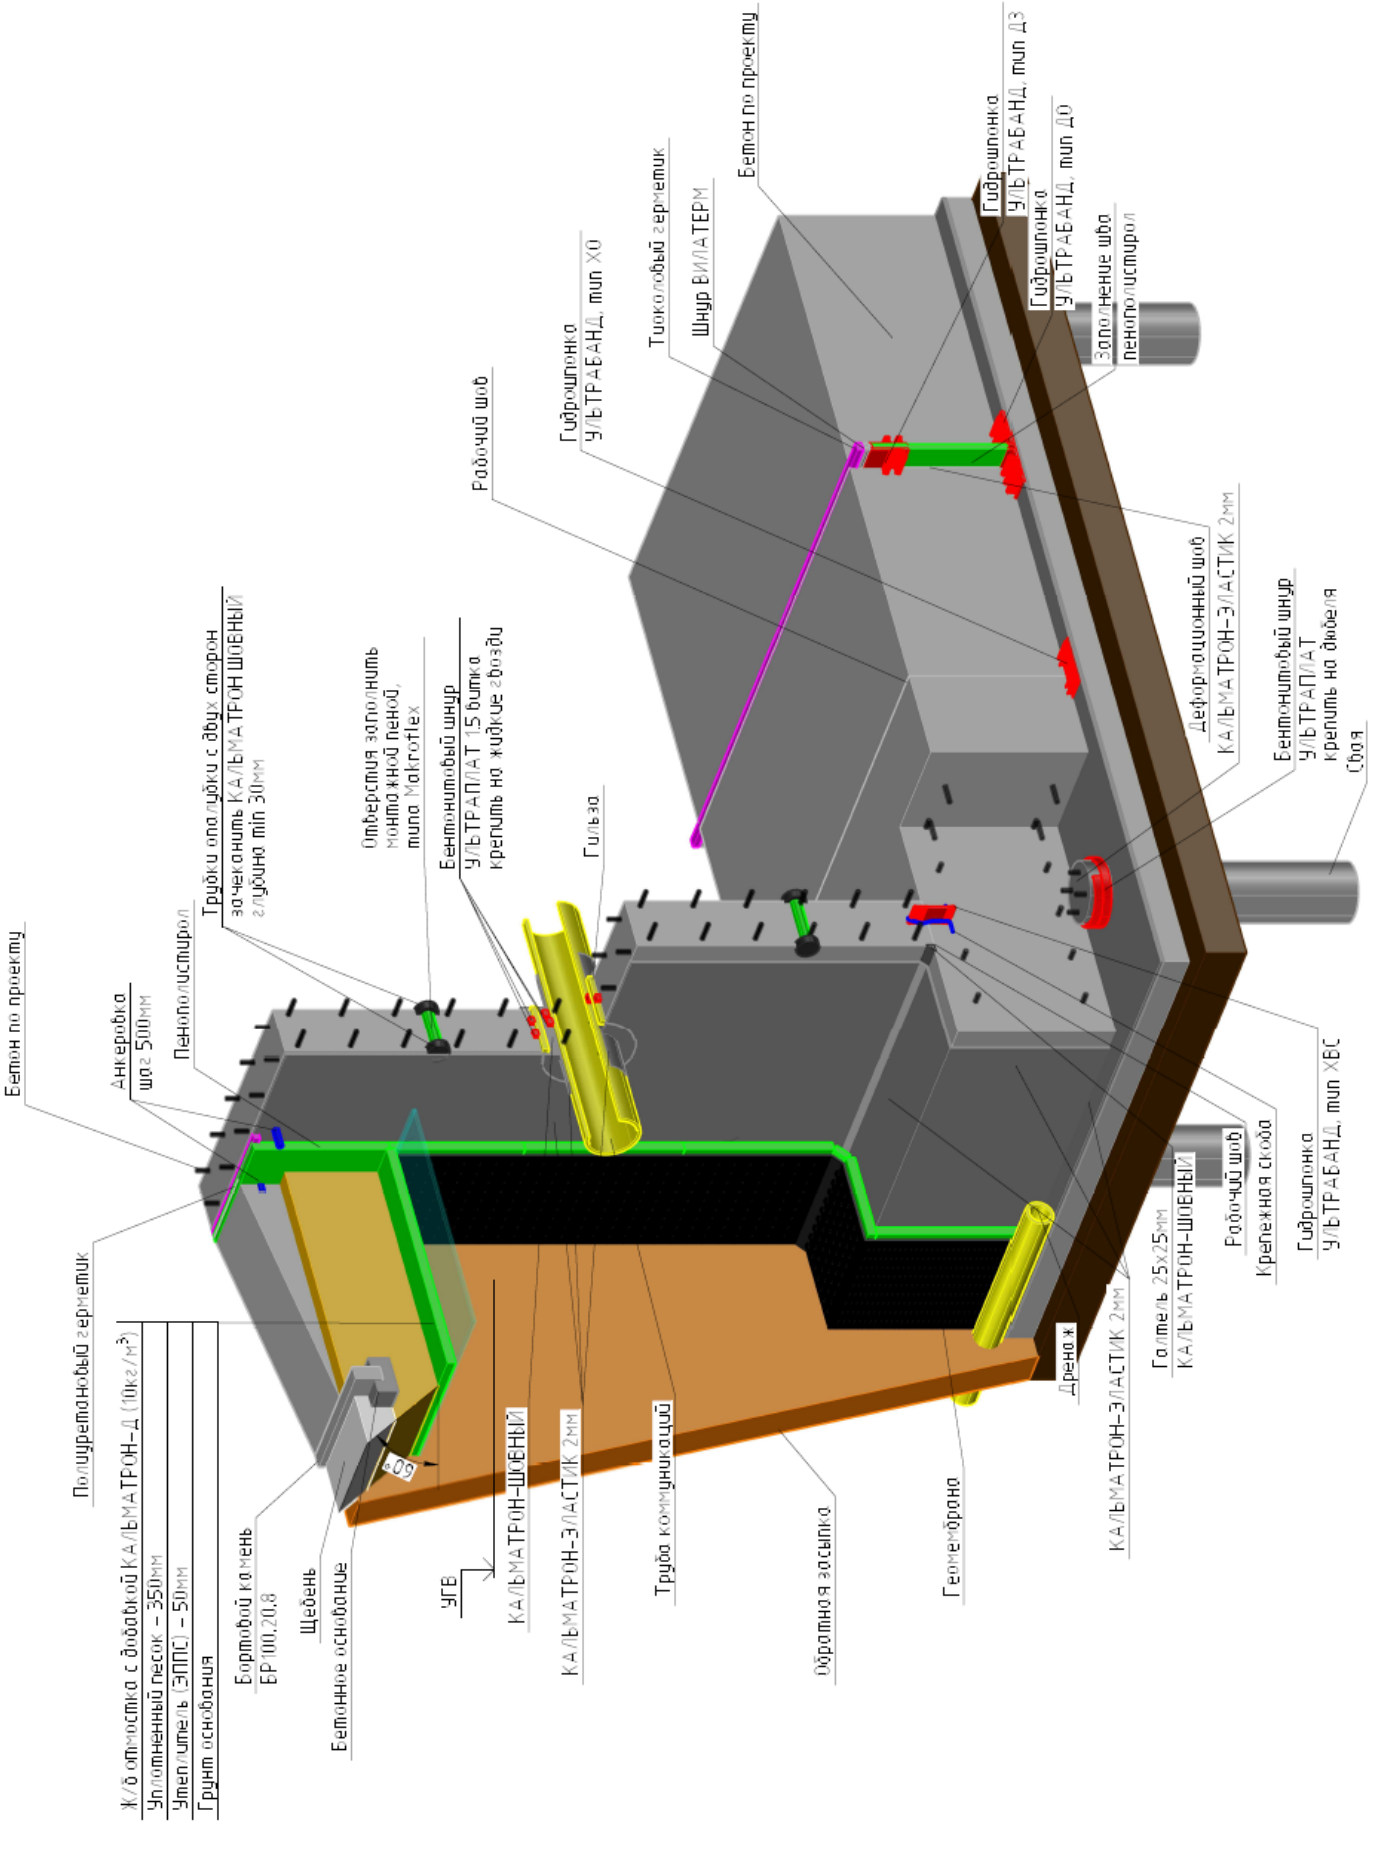 Бетон по проекту
Анкеровка
шаг 500мм
Пенополистирол
Трубки опалубки с двух сторон
зачеканить КАЛЬМАТРОН ШОВНЫЙ
глубина min 30мм
Отверстия заполнить
монтажной пеной,
типа Makroflex
Бентонитовый шнур
УЛЬТРАПЛАТ 1.5 витка
крепить на жидкие гвозди
Гильза
Рабочий шов
Гидрошпонка
УЛЬТРАБАНД, тип ХО
Тиоколовый герметик
Шнур ВИЛАТЕРМ
Бетон по проекту
Гидрошпонка
УЛЬТРАБАНД, тип ДЗ
Гидрошпонка
УЛЬТРАБАНД, тип ДО
Заполнение шва
пенополистирол
Полиуретановый герметик
Ж/б отмостка с добавкой КАЛЬМАТРОН-Д (10кг/м³)
Уплотненный песок - 350мм
Утеплитель (ЭППС) - 50мм
Грунт основания
Бортовой камень
БР100.20.8
Щебень
Бетонное основание
60°
УГВ
КАЛЬМАТРОН-ШОВНЫЙ
КАЛЬМАТРОН-ЭЛАСТИК 2мм
Труба коммуникаций
Обратная засыпка
Геомембрана
Дренаж
КАЛЬМАТРОН-ЭЛАСТИК 2мм
Галтель 25х25мм
КАЛЬМАТРОН-ШОВНЫЙ
Рабочий шов
Крепежная скоба
Гидрошпонка
УЛЬТРАБАНД, тип ХВС
Деформационный шов
КАЛЬМАТРОН-ЭЛАСТИК 2мм
Бентонитовый шнур
УЛЬТРАПЛАТ
крепить на дюбеля
Свая